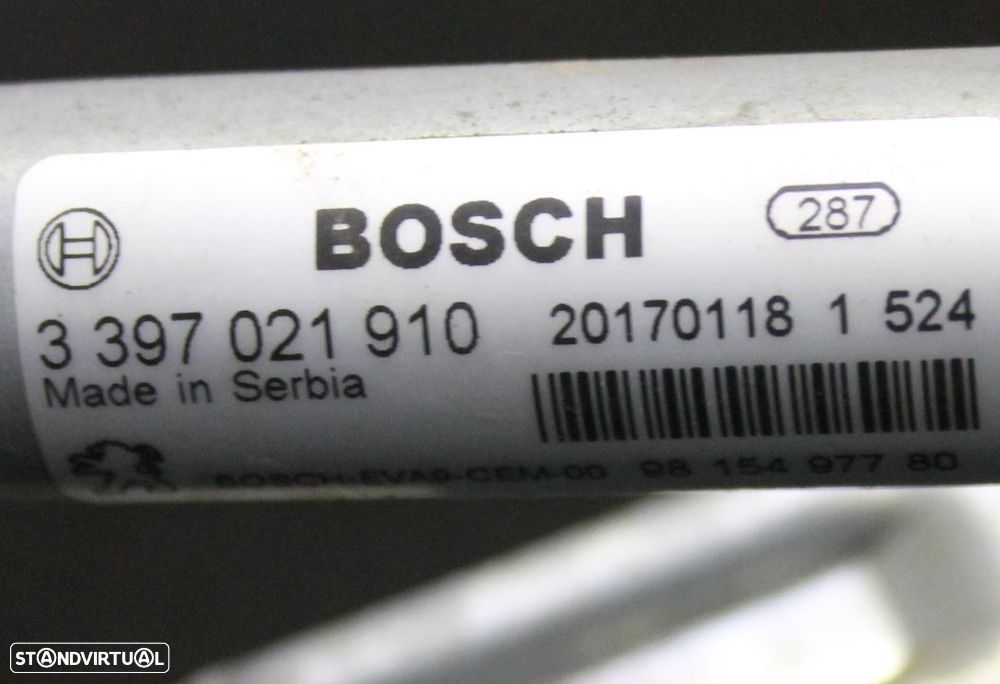 BOSCH 287
3 397 021 910 20170118 1 524
Made in Serbia
BOSCH-EVA9-CEM-00 98 154 977 80
STANDVIRTUAL